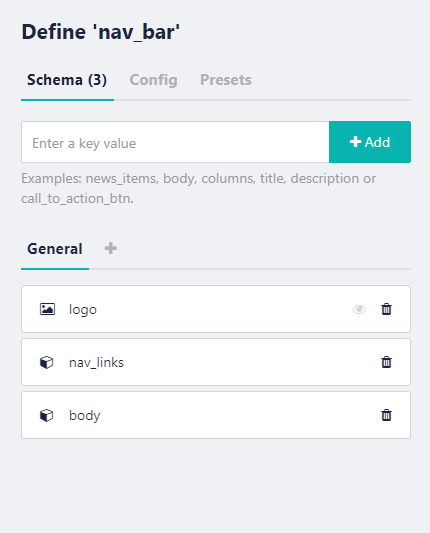 Define 'nav_bar'
Schema (3) Config Presets
Enter a key value
Add
Examples: news_items, body, columns, title, description or
call_to_action_btn.
General
logo
nav_links
body